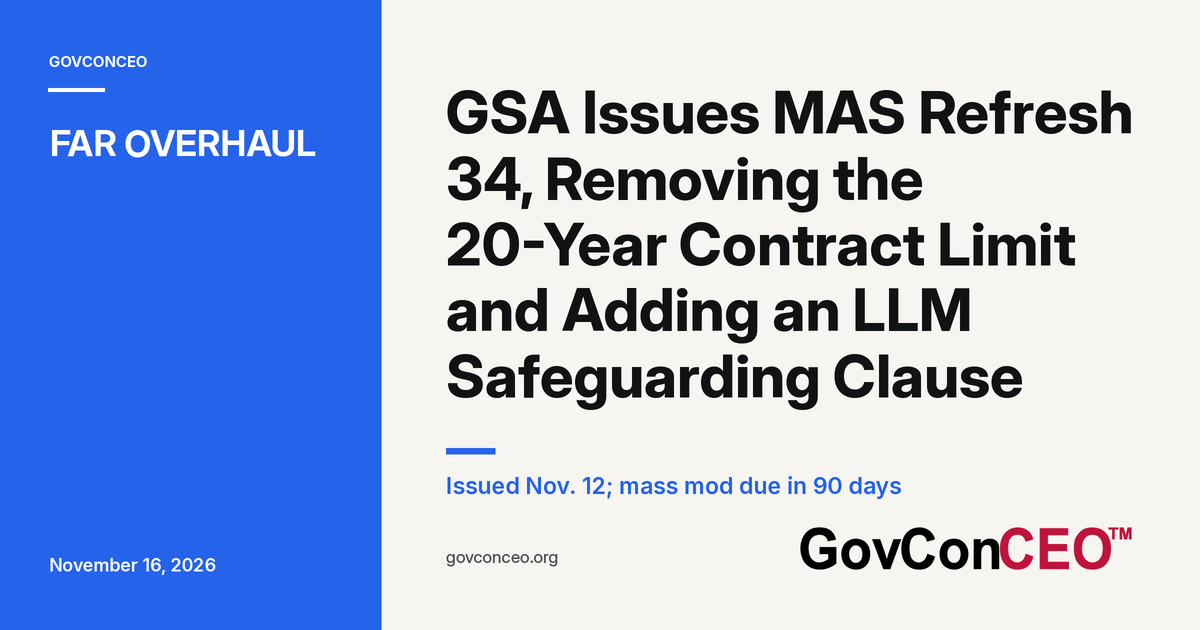 GOVCONCEO
FAR OVERHAUL
November 16, 2026
GSA Issues MAS Refresh
34, Removing the
20-Year Contract Limit
and Adding an LLM
Safeguarding Clause
Issued Nov. 12; mass mod due in 90 days
govconceo.org
GovConCEO™